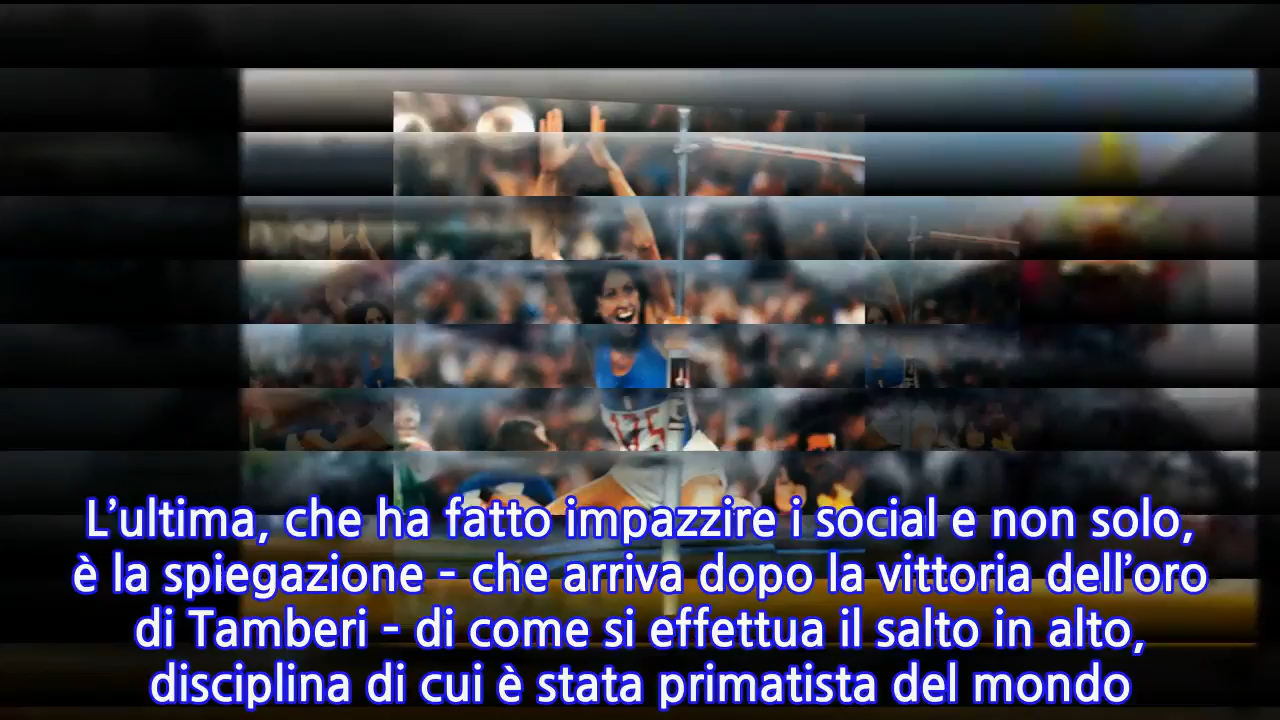 175
L’ultima, che ha fatto impazzire i social e non solo,
è la spiegazione - che arriva dopo la vittoria dell’oro
di Tamberi - di come si effettua il salto in alto,
disciplina di cui è stata primatista del mondo